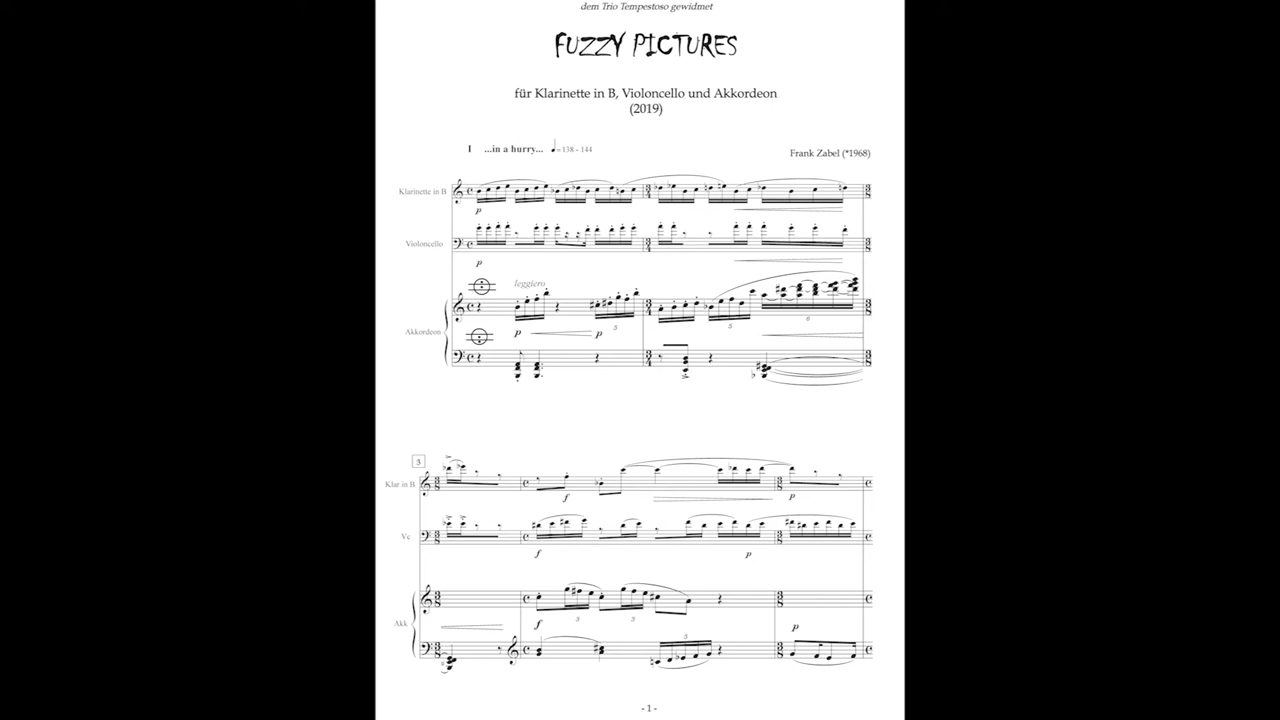 dem Trio Tempestoso gewidmet
FUZZY PICTURES
für Klarinette in B, Violoncello und Akkordeon
(2019)
I ...in a hurry... ♩=138 - 144
Frank Zabel (*1968)
Klarinette in B
p
Violoncello
p
leggiero
Akkordeon
p p 3 3 6
3
Klar in B
f p
Vc
f p
Akk
3 3
f p
3
- 1 -